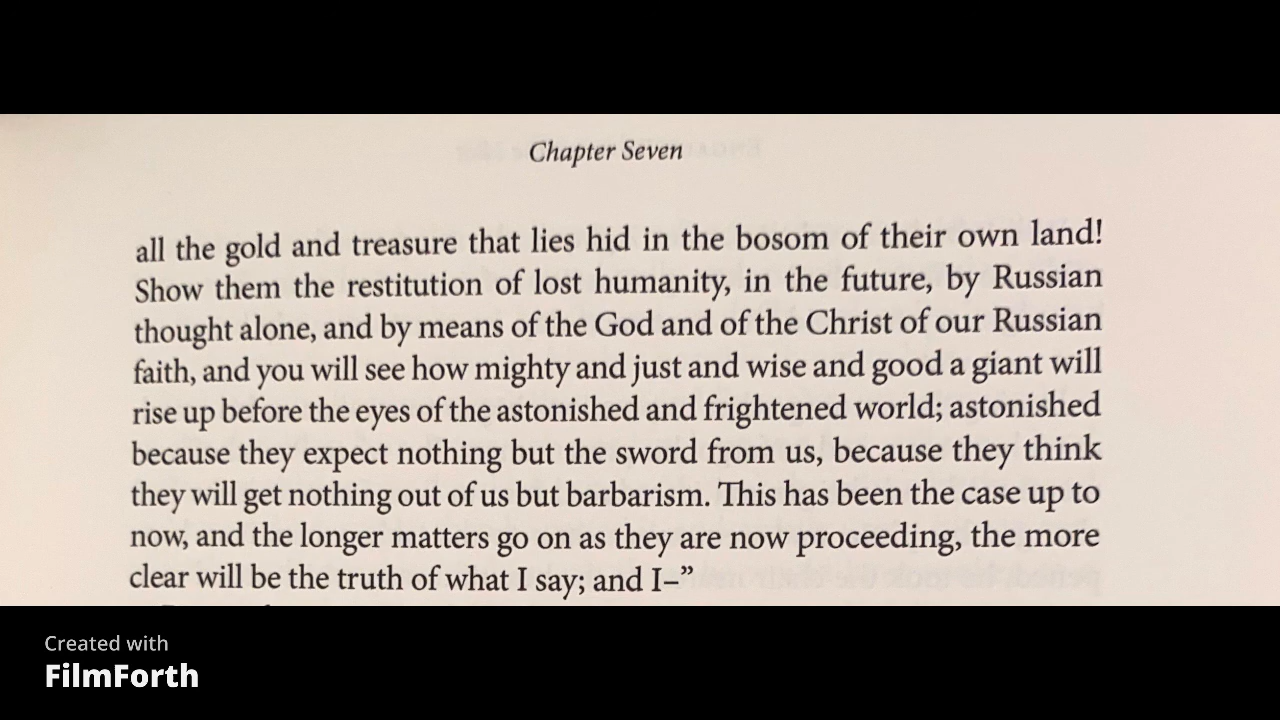 Chapter Seven
all the gold and treasure that lies hid in the bosom of their own land!
Show them the restitution of lost humanity, in the future, by Russian
thought alone, and by means of the God and of the Christ of our Russian
faith, and you will see how mighty and just and wise and good a giant will
rise up before the eyes of the astonished and frightened world; astonished
because they expect nothing but the sword from us, because they think
they will get nothing out of us but barbarism. This has been the case up to
now, and the longer matters go on as they are now proceeding, the more
clear will be the truth of what I say; and I–”
Created with
FilmForth